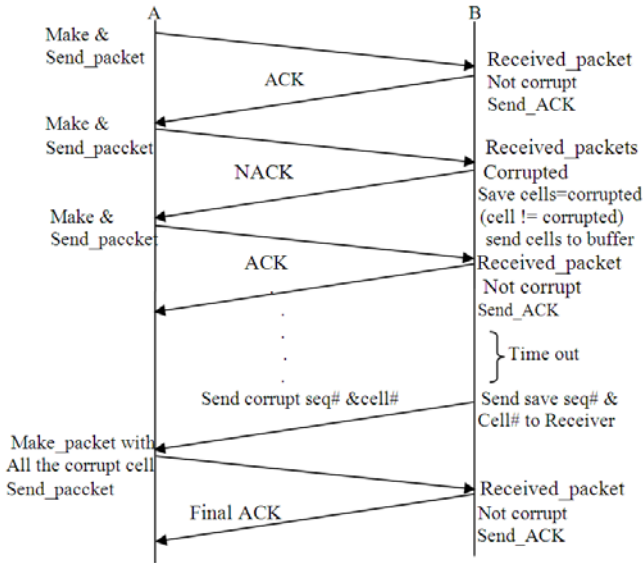 A
B
Make &
Send_packet
Received_packet
Not corrupt
Send_ACK
ACK
Make &
Send_paccket
Received_packets
Corrupted
Save cells=corrupted
(cell != corrupted)
send cells to buffer
NACK
Make &
Send_paccket
ACK
Received_packet
Not corrupt
Send_ACK
Time out
Send corrupt seq# &cell#
Send save seq# &
Cell# to Receiver
Make_packet with
All the corrupt cell
Send_paccket
Received_packet
Not corrupt
Send_ACK
Final ACK